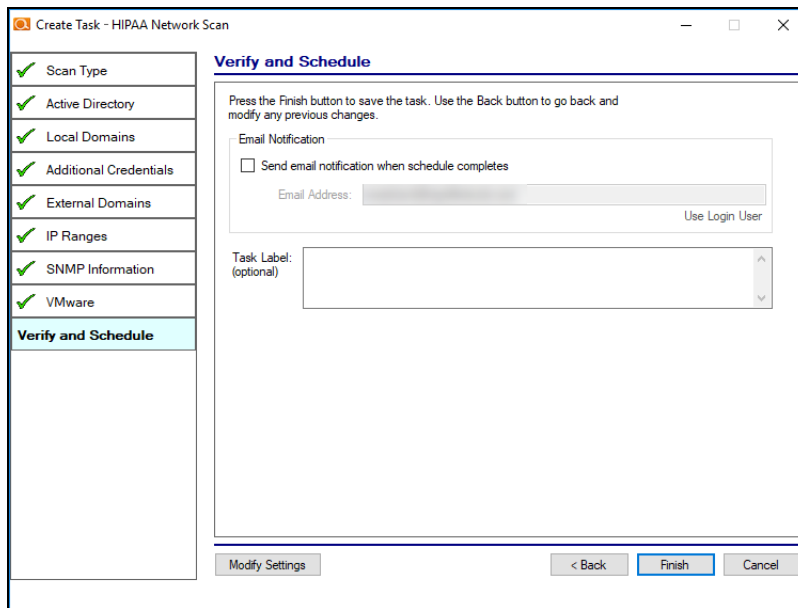 Create Task - HIPAA Network Scan
Scan Type
Active Directory
Local Domains
Additional Credentials
External Domains
IP Ranges
SNMP Information
VMware
Verify and Schedule
Verify and Schedule
Press the Finish button to save the task. Use the Back button to go back and
modify any previous changes.
Email Notification
Send email notification when schedule completes
Email Address:
Use Login User
Task Label:
(optional)
Modify Settings
< Back
Finish
Cancel